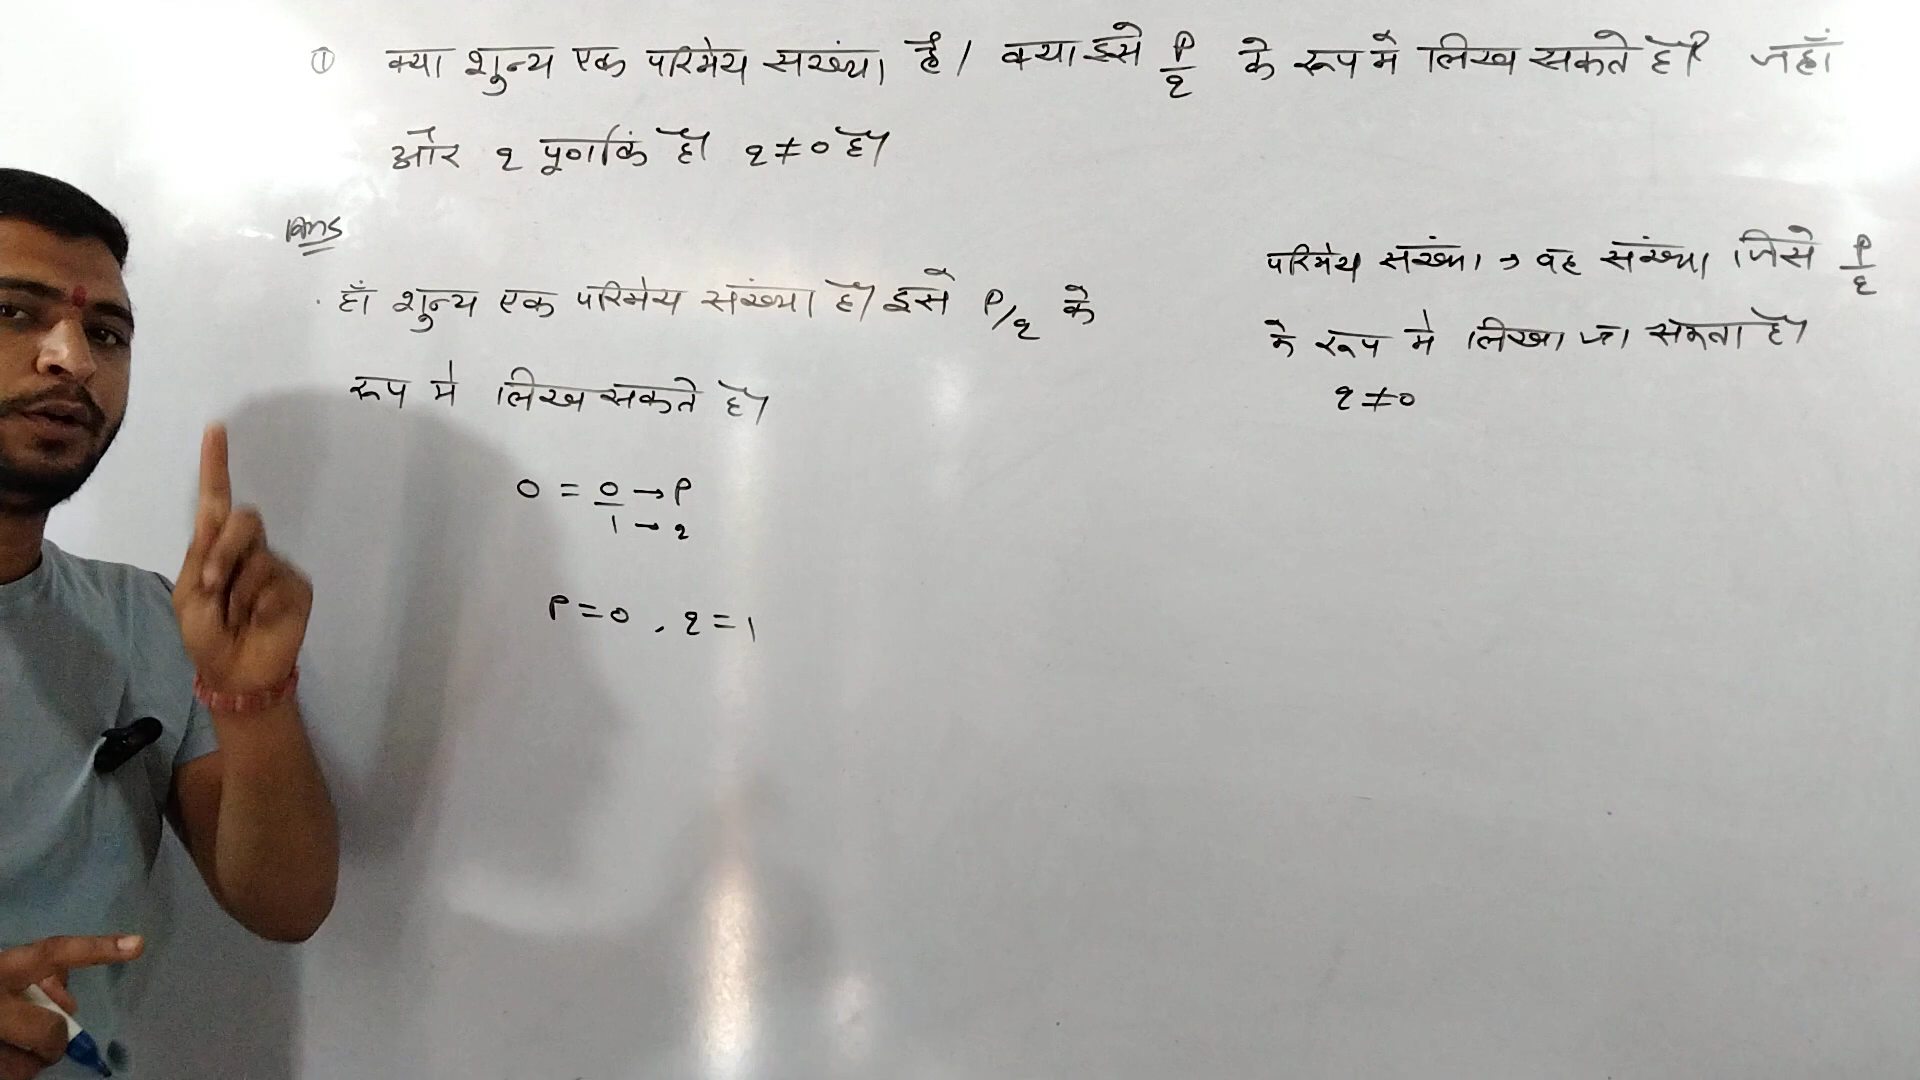 ① क्या शुन्य एक परिमेय संख्या है। क्या इसे P/q के रूप में लिख सकते है? जहाँ
और q पूर्णांक है। q≠0 है।
Ans
हाँ शुन्य एक परिमेय संख्या है। इसे P/q के
रूप मे लिख सकते है।
0 = 0/1 →P →q
P=0, q=1
परिमेय संख्या → वह संख्या जिसे P/q
के रूप मे लिखा जा सकता है।
q≠0